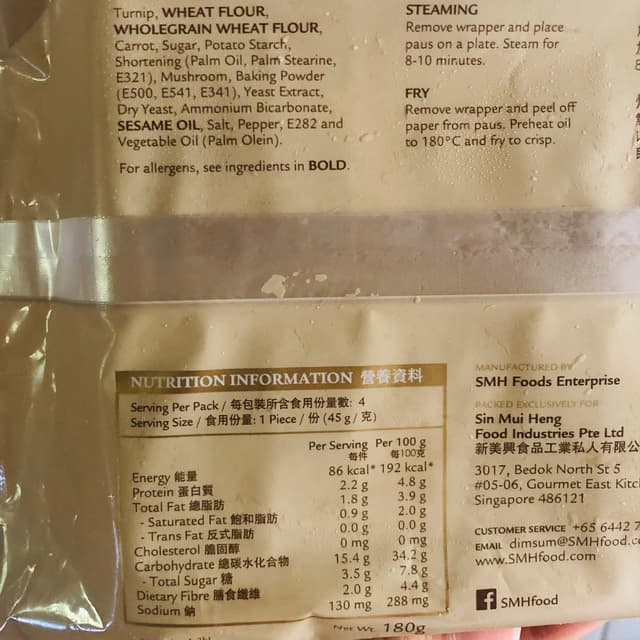 Turnip, WHEAT FLOUR,
WHOLEGRAIN WHEAT FLOUR,
Carrot, Sugar, Potato Starch,
Shortening (Palm Oil, Palm Stearine,
E321), Mushroom, Baking Powder
(E500, E541, E341), Yeast Extract,
Dry Yeast, Ammonium Bicarbonate,
SESAME OIL, Salt, Pepper, E282 and
Vegetable Oil (Palm Olein).
For allergens, see ingredients in BOLD.
STEAMING
Remove wrapper and place
paus on a plate. Steam for
8-10 minutes.
FRY
Remove wrapper and peel off
paper from paus. Preheat oil
to 180°C and fry to crisp.
NUTRITION INFORMATION 營養資料
Serving Per Pack / 每包裝所含食用份量數: 4
Serving Size / 食用份量: 1 Piece / 份 (45 g / 克)
Per Serving Per 100 g
每件 每100克
Energy 能量 86 kcal* 192 kcal*
Protein 蛋白質 2.2 g 4.8 g
Total Fat 總脂肪 1.8 g 3.9 g
- Saturated Fat 飽和脂肪 0.9 g 2.0 g
- Trans Fat 反式脂肪 0.0 g 0.0 g
Cholesterol 膽固醇 0 mg 0 mg
Carbohydrate 總碳水化合物 15.4 g 34.2 g
- Total Sugar 糖 3.5 g 7.8 g
Dietary Fibre 膳食纖維 2.0 g 4.4 g
Sodium 鈉 130 mg 288 mg
NET WT. 180g
MANUFACTURED BY
SMH Foods Enterprise
PACKED EXCLUSIVELY FOR
Sin Mui Heng
Food Industries Pte Ltd
新美興食品工業私人有限公
3017, Bedok North St 5
#05-06, Gourmet East Kitc
Singapore 486121
CUSTOMER SERVICE +65 6442 7
EMAIL dimsum@SMHfood.c
www.SMHfood.com
SMHfood